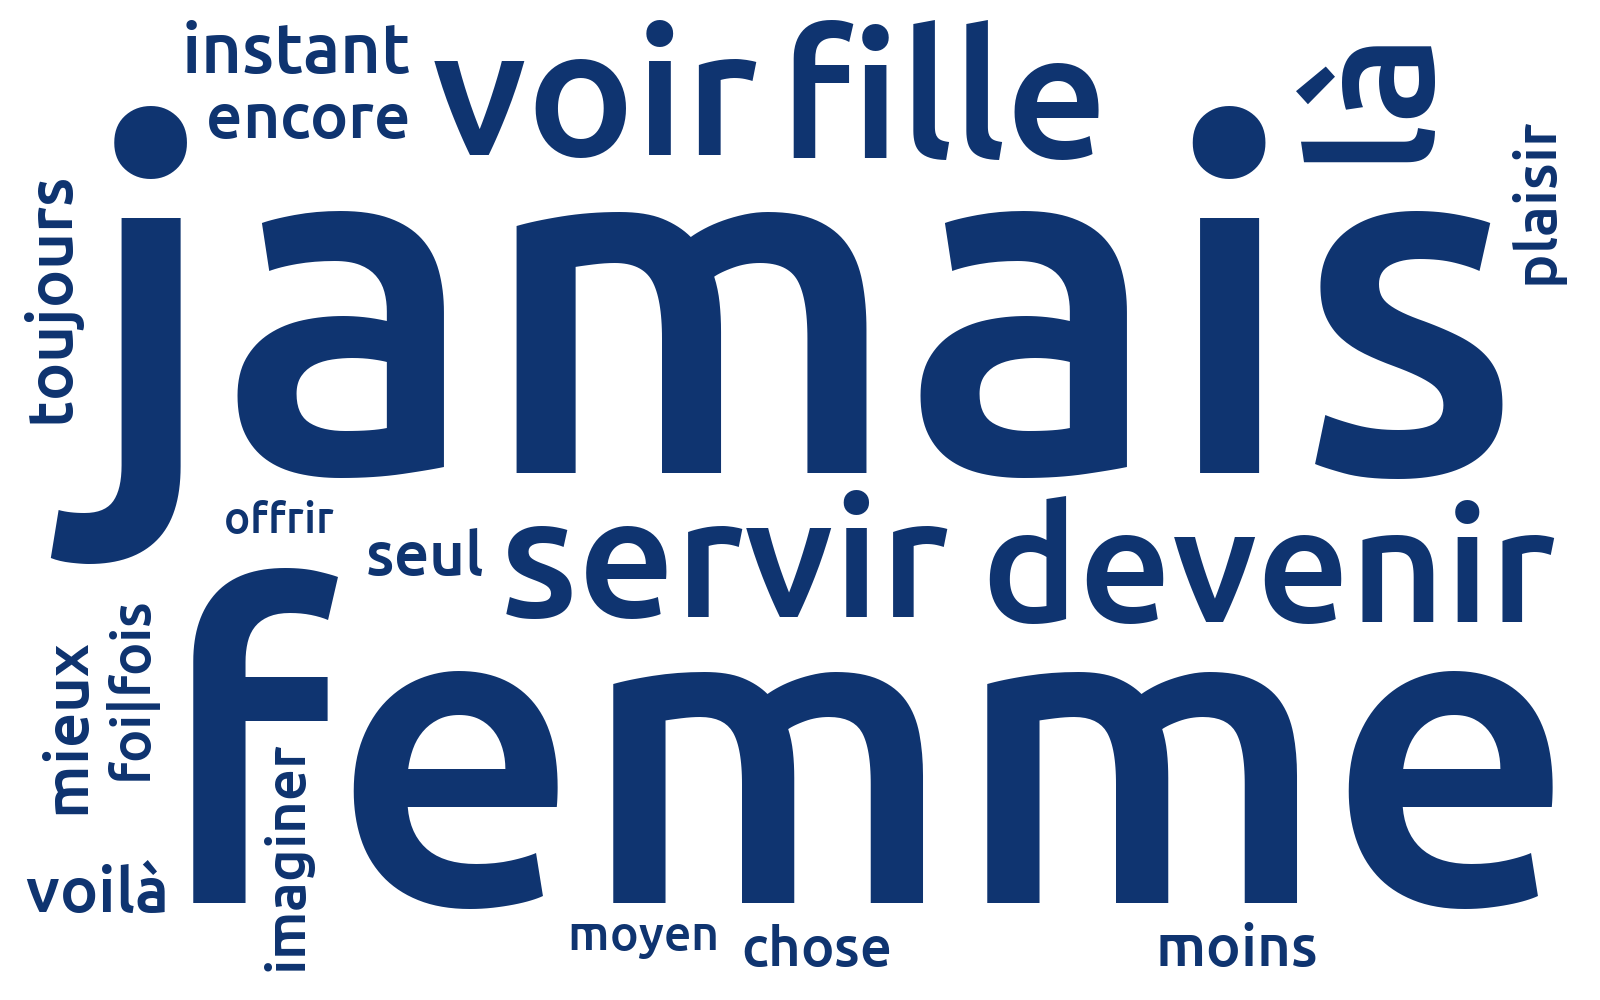 instant
encore
voir
fille
là
plaisir
toujours
jamais
offrir
seul
servir
devenir
mieux
foi|fois
femme
imaginer
voilà
moyen
chose
moins